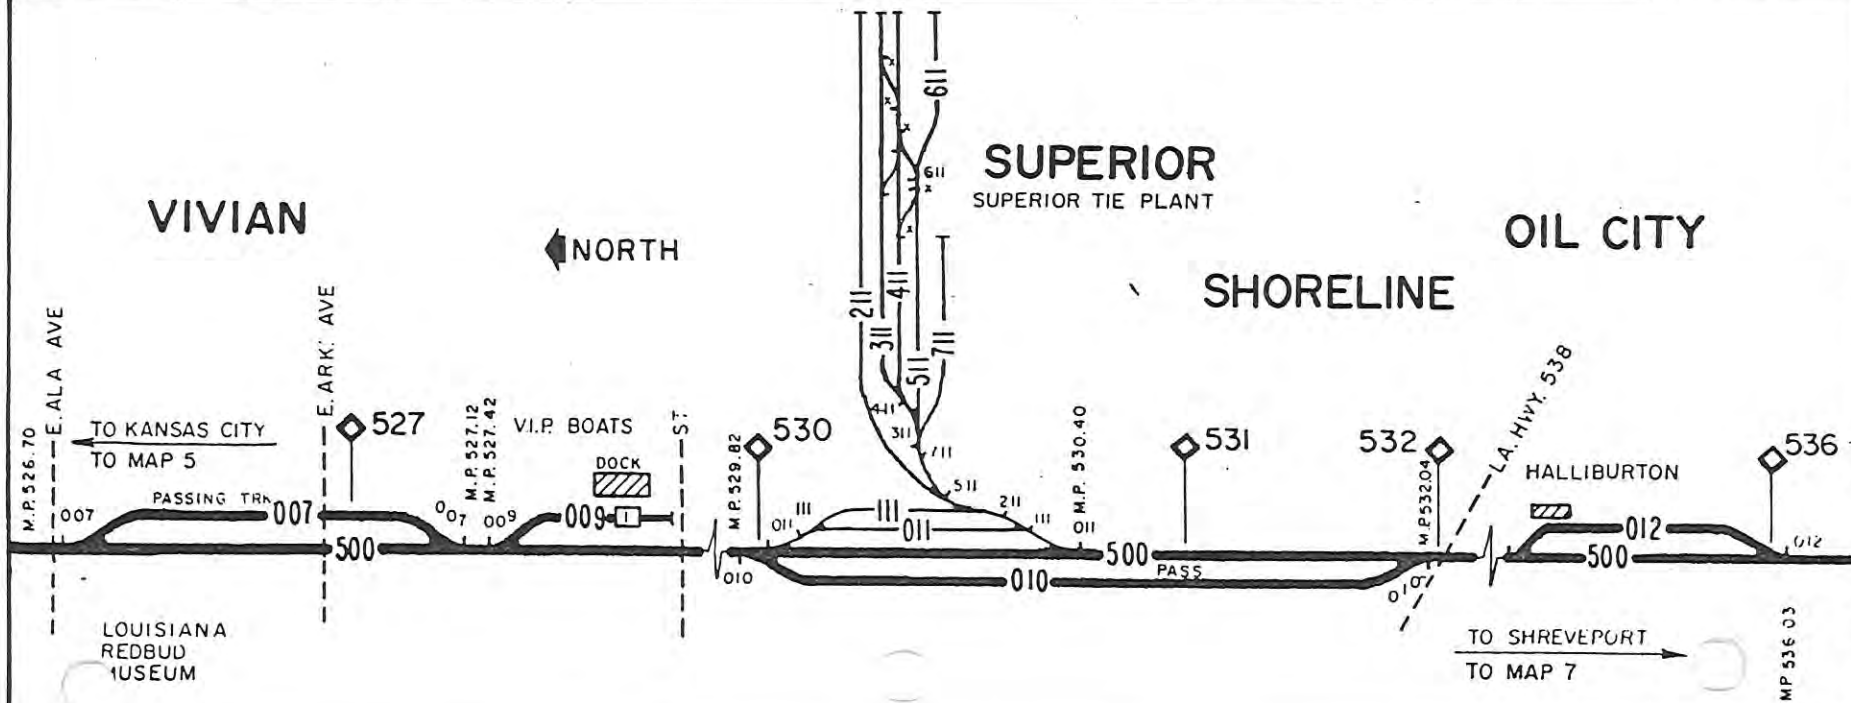 VIVIAN
NORTH
SUPERIOR
SUPERIOR TIE PLANT
SHORELINE
OIL CITY
M.P. 526.70
E. ALA AVE
TO KANSAS CITY
TO MAP 5
E. ARK. AVE
527
M.P. 527.12
M.P. 527.42
V.I.P. BOATS
DOCK
ST
007
PASSING TRK
007
007
009
009
1
500
LOUISIANA
REDBUD
MUSEUM
M.P. 529.82
530
211
311
411
511
611
711
611
x
x
x
x
x
411
311
711
511
211
111
111
111
011
011
011
M.P. 530.40
531
500
010
010
PASS
532
M.P. 532.04
LA. HWY. 538
HALLIBURTON
012
500
012
536
TO SHREVEPORT
TO MAP 7
MP 536 03